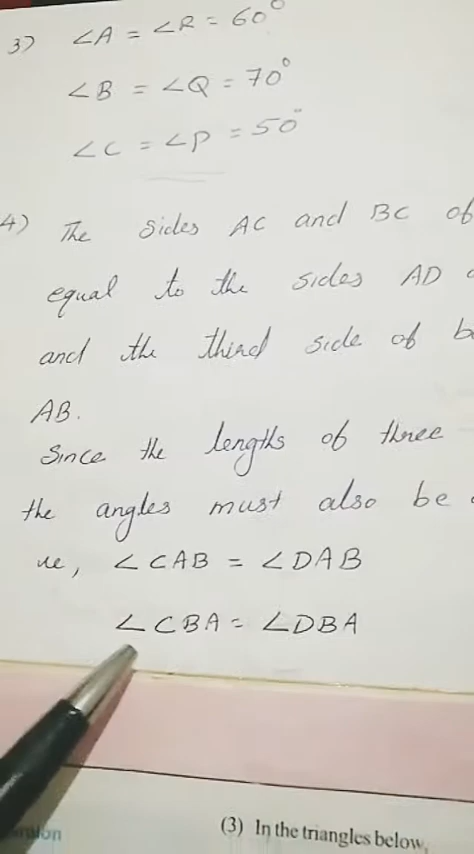 3) ∠A = ∠R = 60°
∠B = ∠Q = 70°
∠C = ∠P = 50°
4) The sides AC and BC of
equal to the sides AD
and the third side of
AB.
Since the lengths of three
the angles must also be
ie, ∠CAB = ∠DAB
∠CBA = ∠DBA
(3) In the triangles below,